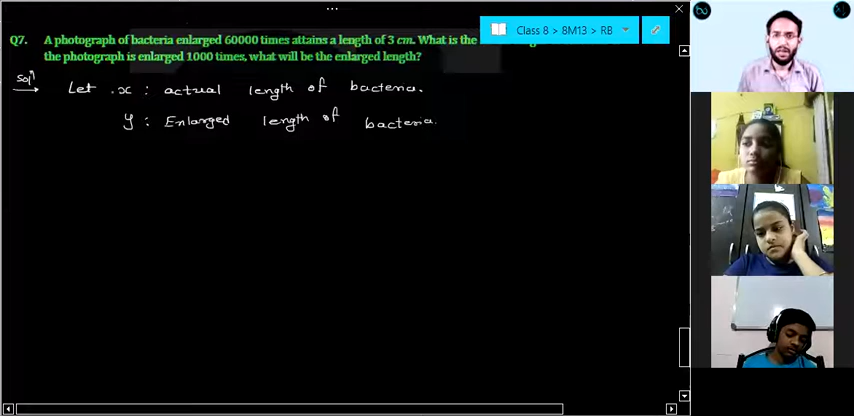 Class 8 > 8M13 > RB
Q7. A photograph of bacteria enlarged 60000 times attains a length of 3 cm. What is the
the photograph is enlarged 1000 times, what will be the enlarged length?
Solⁿ Let x : actual length of bacteria.
y : Enlarged length of bacteria.